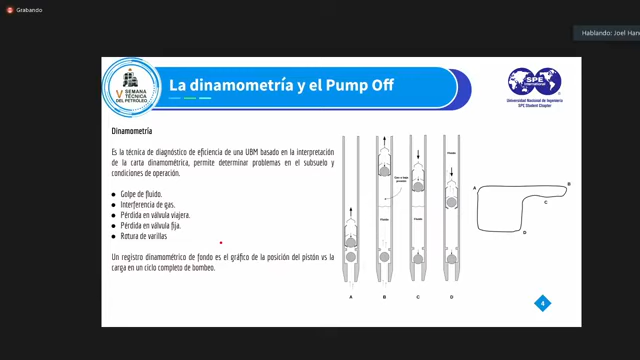 Grabando
Hablando: Joel Han
V SEMANA
TÉCNICA
DEL PETRÓLEO
La dinamometría y el Pump Off
SPE
International
Universidad Nacional de Ingeniería
SPE Student Chapter
Dinamometría
Es la técnica de diagnóstico de eficiencia de una UBM basado en la interpretación
de la carta dinamométrica, permite determinar problemas en el subsuelo y
condiciones de operación.
● Golpe de fluido.
● Interferencia de gas.
● Pérdida en válvula viajera.
● Pérdida en válvula fija.
● Rotura de varillas
Un registro dinamométrico de fondo es el gráfico de la posición del pistón vs la
carga en un ciclo completo de bombeo.
Fluido
Fluido
Fluido
A
B
C
D
A
B
C
D
4